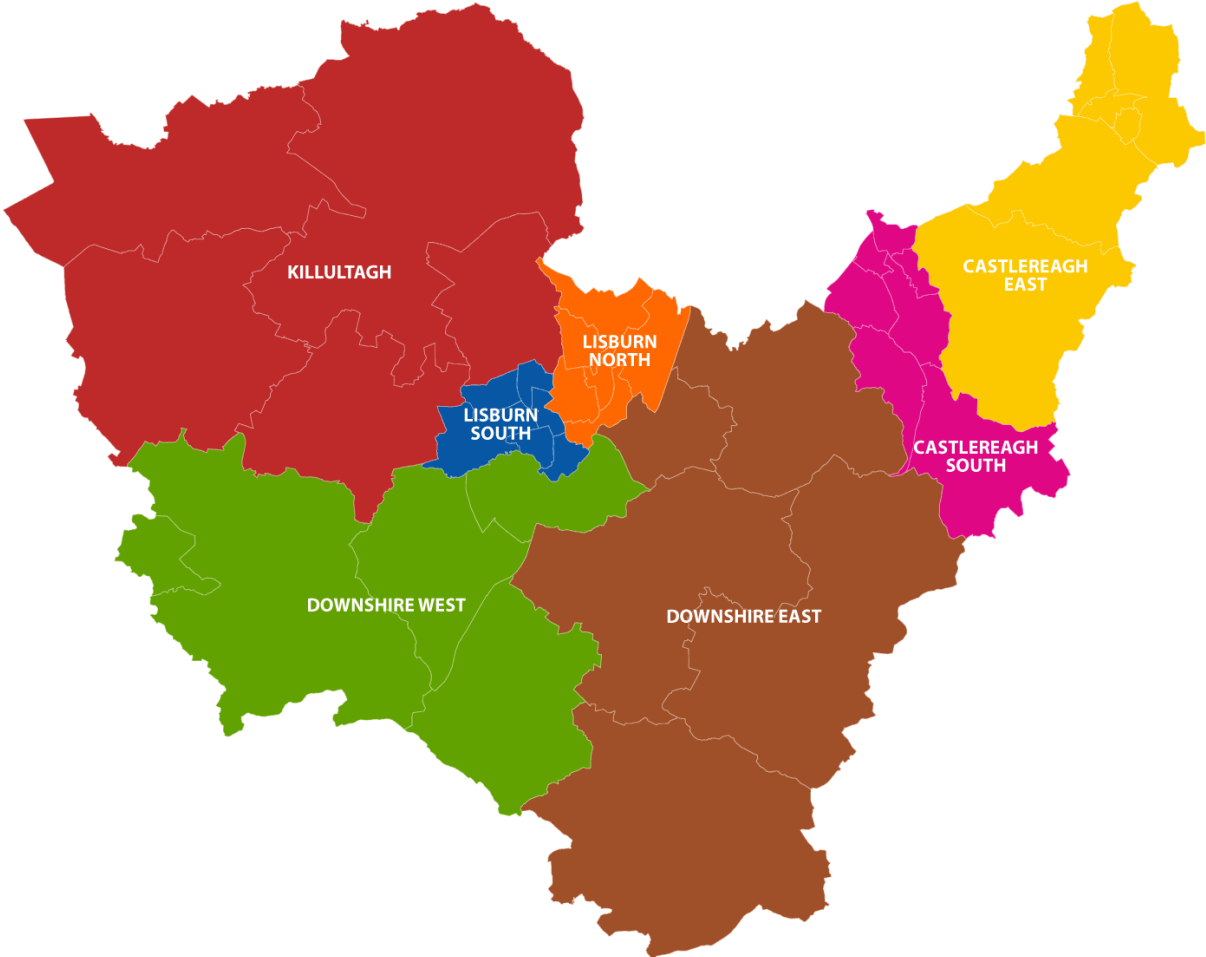 KILLULTAGH
CASTLEREAGH
EAST
LISBURN
NORTH
LISBURN
SOUTH
CASTLEREAGH
SOUTH
DOWNSHIRE WEST
DOWNSHIRE EAST